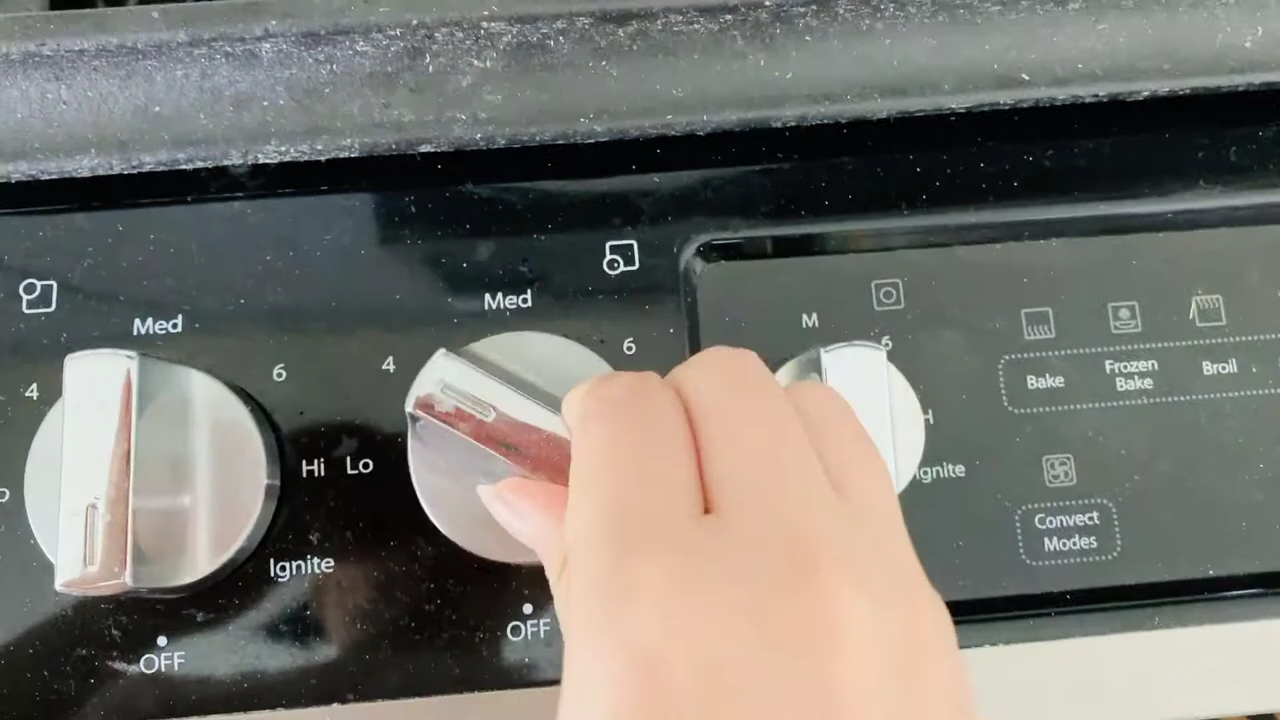 Med
4
6
Hi
Ignite
OFF
Med
4
6
Lo
OFF
M
6
H
Ignite
Bake
Frozen
Bake
Broil
Convect
Modes